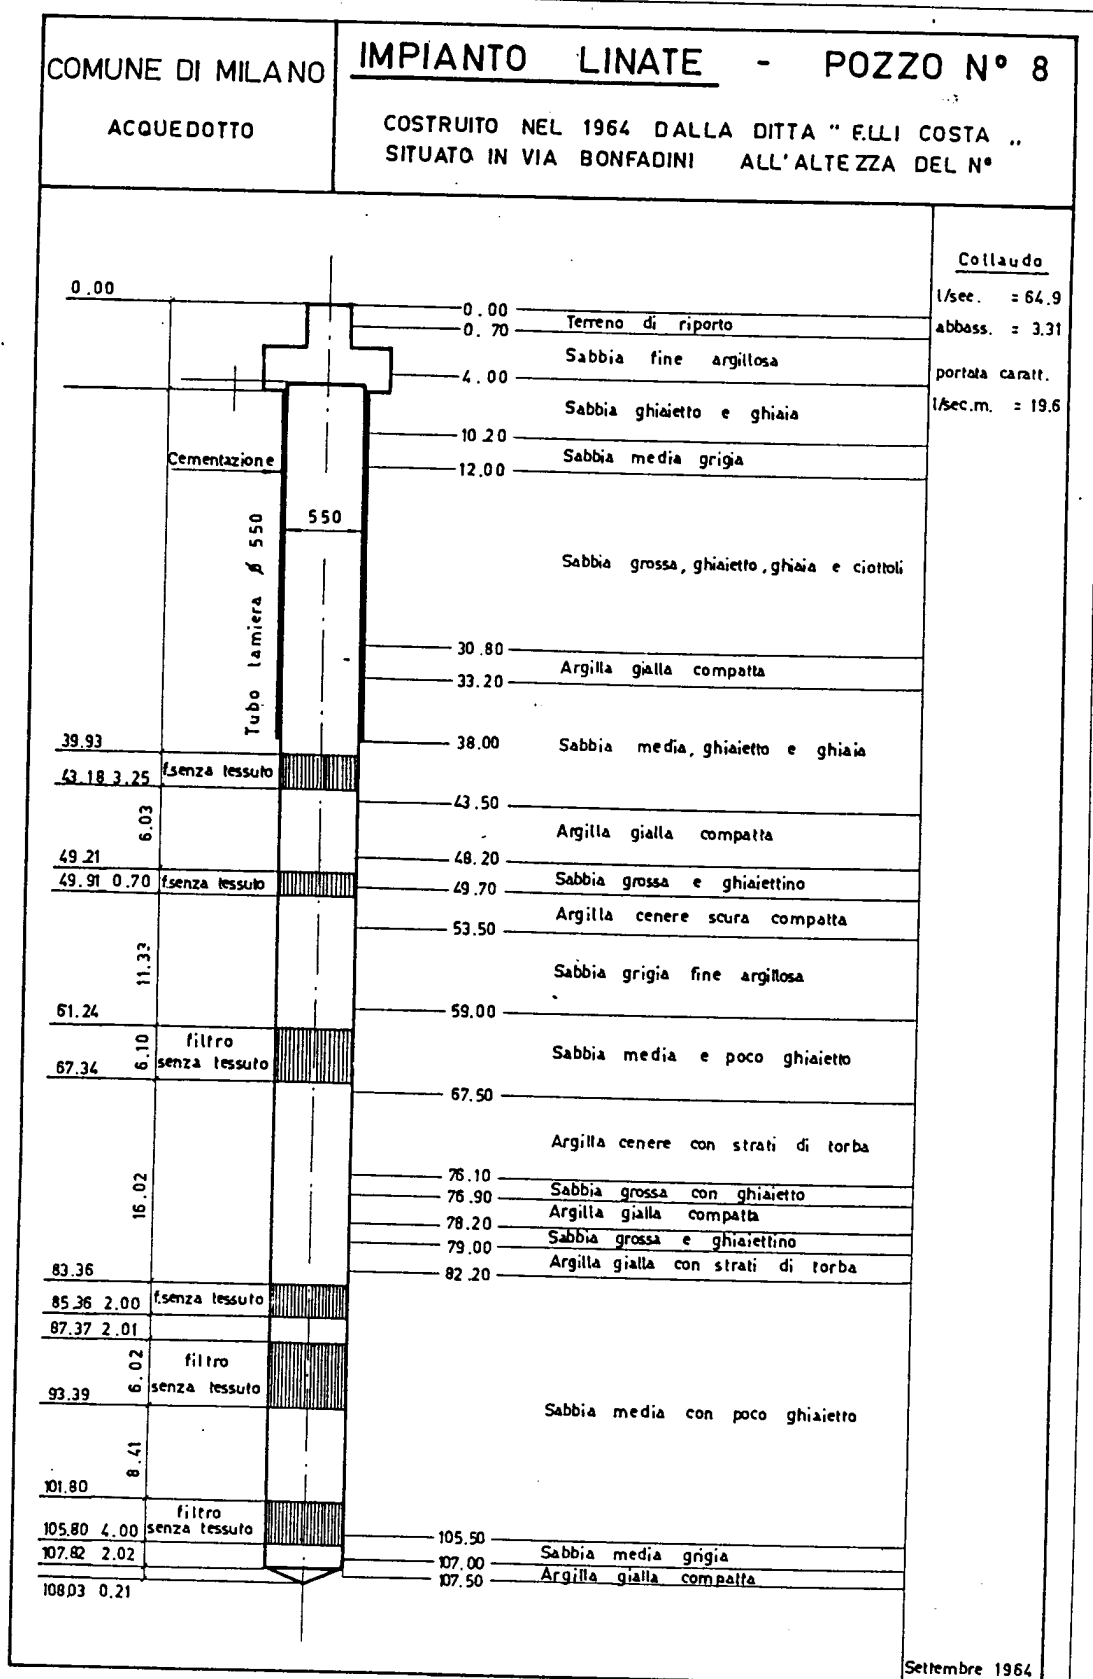 COMUNE DI MILANO
ACQUEDOTTO
IMPIANTO LINATE - POZZO N° 8
COSTRUITO NEL 1964 DALLA DITTA " F.LLI COSTA "
SITUATO IN VIA BONFADINI ALL'ALTEZZA DEL N°
Collaudo
l/sec. = 64.9
abbass. = 3.31
portata caratt.
l/sec.m. = 19.6
0.00
Cementazione
550
Tubo lamiera Ø 550
39.93
43.18 3.25 f.senza tessuto
6.03
49.21
49.91 0.70 f.senza tessuto
11.33
61.24
6.10
filtro
senza tessuto
67.34
16.02
83.36
85.36 2.00 f.senza tessuto
87.37 2.01
6.02
filtro
senza tessuto
93.39
8.41
101.80
filtro
105.80 4.00 senza tessuto
107.82 2.02
108,03 0.21
0.00
Terreno di riporto
0.70
Sabbia fine argillosa
4.00
Sabbia ghiaietto e ghiaia
10.20
Sabbia media grigia
12.00
Sabbia grossa, ghiaietto, ghiaia e ciottoli
30.80
Argilla gialla compatta
33.20
38.00
Sabbia media, ghiaietto e ghiaia
43.50
Argilla gialla compatta
48.20
Sabbia grossa e ghiaiettino
49.70
Argilla cenere scura compatta
53.50
Sabbia grigia fine argillosa
59.00
Sabbia media e poco ghiaietto
67.50
Argilla cenere con strati di torba
76.10
Sabbia grossa con ghiaietto
76.90
Argilla gialla compatta
78.20
Sabbia grossa e ghiaiettino
79.00
Argilla gialla con strati di torba
82.20
Sabbia media con poco ghiaietto
105.50
Sabbia media grigia
107.00
Argilla gialla compatta
107.50
Settembre 1964